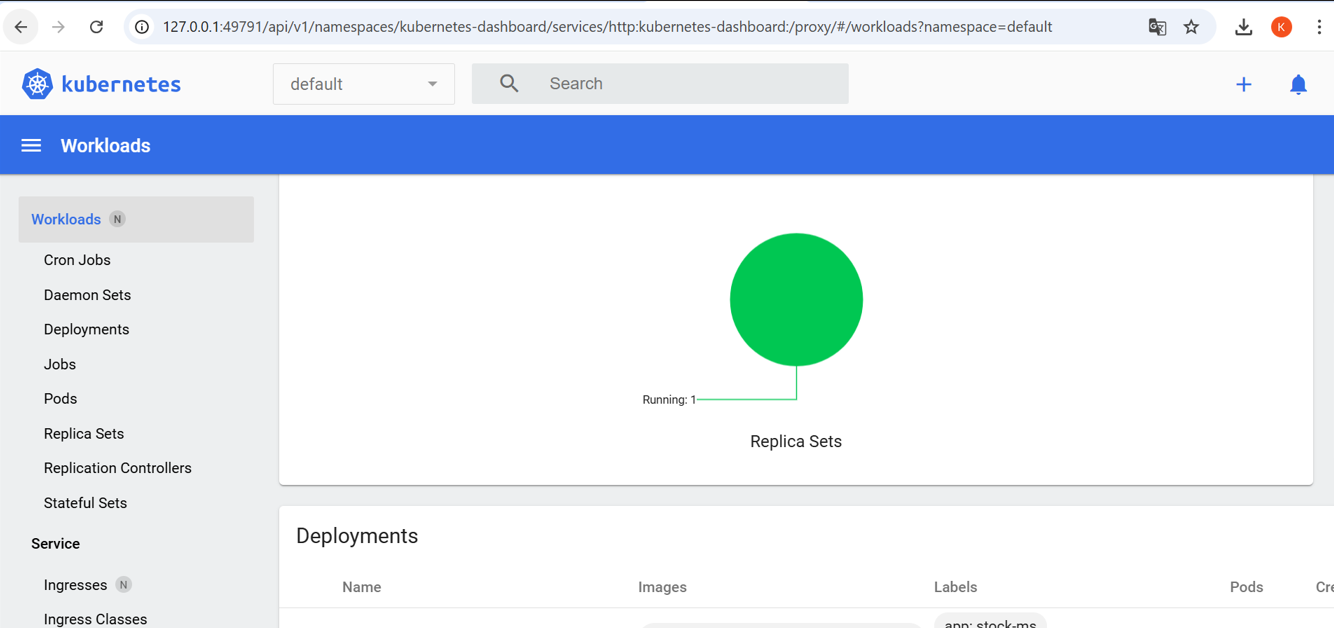 127.0.0.1:49791/api/v1/namespaces/kubernetes-dashboard/services/http:kubernetes-dashboard:/proxy/#/workloads?namespace=default
K
kubernetes
default
Search
Workloads
Workloads N
Cron Jobs
Daemon Sets
Deployments
Jobs
Pods
Replica Sets
Replication Controllers
Stateful Sets
Service
Ingresses N
Ingress Classes
Running: 1
Replica Sets
Deployments
Name Images Labels Pods Cre
app: stock-ms